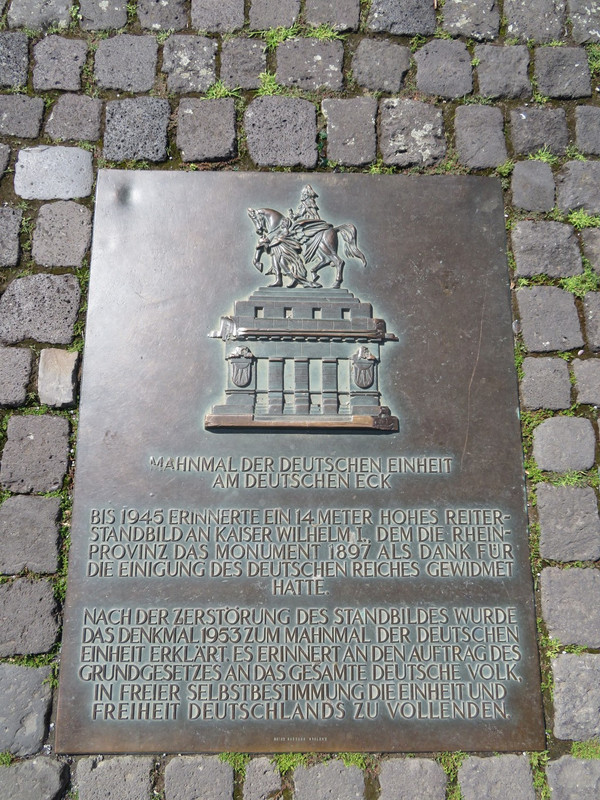 MAHNMAL DER DEUTSCHEN EINHEIT
AM DEUTSCHEN ECK
BIS 1945 ERINNERTE EIN 14 METER HOHES REITER-
STANDBILD AN KAISER WILHELM I., DEM DIE RHEIN-
PROVINZ DAS MONUMENT 1897 ALS DANK FÜR
DIE EINIGUNG DES DEUTSCHEN REICHES GEWIDMET
HATTE.
NACH DER ZERSTÖRUNG DES STANDBILDES WURDE
DAS DENKMAL 1953 ZUM MAHNMAL DER DEUTSCHEN
EINHEIT ERKLÄRT. ES ERINNERT AN DEN AUFTRAG DES
GRUNDGESETZES AN DAS GESAMTE DEUTSCHE VOLK,
IN FREIER SELBSTBESTIMMUNG DIE EINHEIT UND
FREIHEIT DEUTSCHLANDS ZU VOLLENDEN.